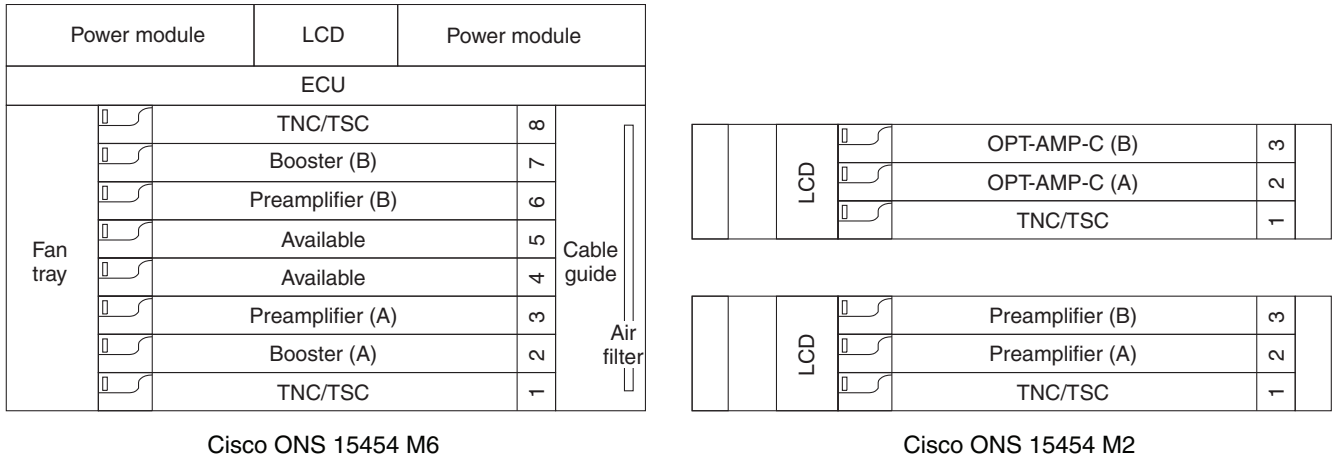 Power module
LCD
Power module
ECU
Fan
tray
TNC/TSC
8
Booster (B)
7
Preamplifier (B)
6
Available
5
Available
4
Preamplifier (A)
3
Booster (A)
2
TNC/TSC
1
Cable
guide
Air
filter
Cisco ONS 15454 M6
LCD
OPT-AMP-C (B)
3
OPT-AMP-C (A)
2
TNC/TSC
1
LCD
Preamplifier (B)
3
Preamplifier (A)
2
TNC/TSC
1
Cisco ONS 15454 M2